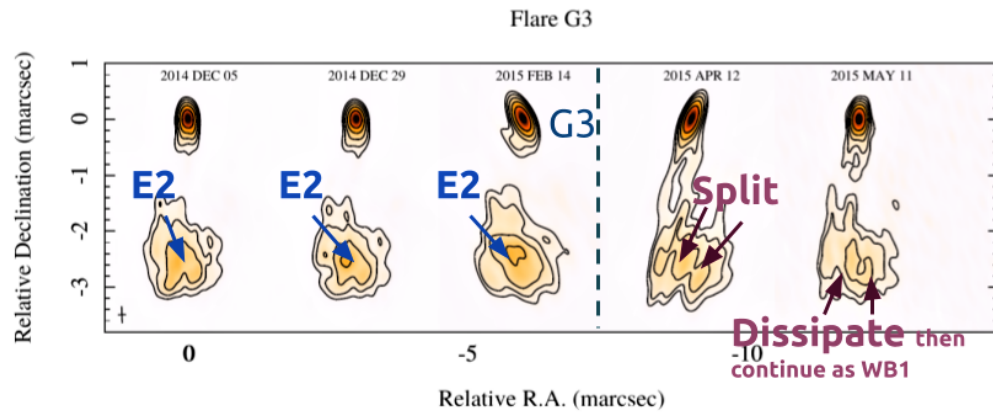 Flare G3
Relative Declination (marcsec)
1
0
-1
-2
-3
2014 DEC 05
2014 DEC 29
2015 FEB 14
2015 APR 12
2015 MAY 11
G3
E2
E2
E2
Split
Dissipate then
continue as WB1
0
-5
-10
Relative R.A. (marcsec)